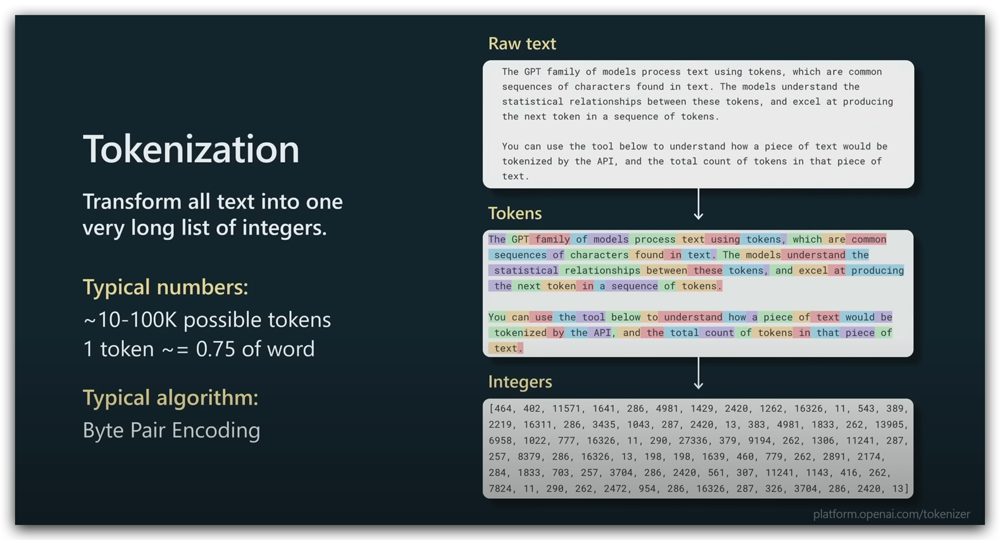 Tokenization
Transform all text into one
very long list of integers.
Typical numbers:
~10-100K possible tokens
1 token ~= 0.75 of word
Typical algorithm:
Byte Pair Encoding
Raw text
The GPT family of models process text using tokens, which are common
sequences of characters found in text. The models understand the
statistical relationships between these tokens, and excel at producing
the next token in a sequence of tokens.
You can use the tool below to understand how a piece of text would be
tokenized by the API, and the total count of tokens in that piece of
text.
Tokens
The GPT family of models process text using tokens, which are common
sequences of characters found in text. The models understand the
statistical relationships between these tokens, and excel at producing
the next token in a sequence of tokens.
You can use the tool below to understand how a piece of text would be
tokenized by the API, and the total count of tokens in that piece of
text.
Integers
[464, 402, 11571, 1641, 286, 4981, 1429, 2420, 1262, 16326, 11, 543, 389,
2219, 16311, 286, 3435, 1043, 287, 2420, 13, 383, 4981, 1833, 262, 13905,
6958, 1022, 777, 16326, 11, 290, 27336, 379, 9194, 262, 1306, 11241, 287,
257, 8379, 286, 16326, 13, 198, 198, 1639, 460, 779, 262, 2891, 2174,
284, 1833, 703, 257, 3704, 286, 2420, 561, 307, 11241, 1143, 416, 262,
7824, 11, 290, 262, 2472, 954, 286, 16326, 287, 326, 3704, 286, 2420, 13]
platform.openai.com/tokenizer